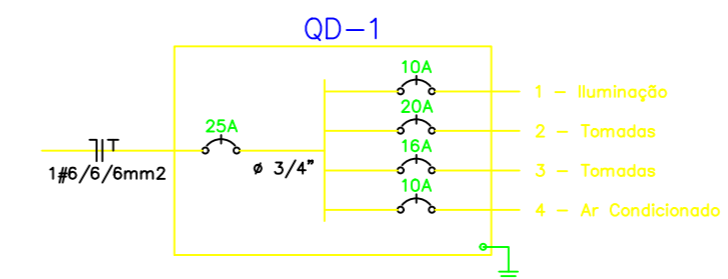 QD-1
10A
1 - Iluminação
20A
2 - Tomadas
25A
T
16A
1#6/6/6mm2
ø 3/4"
3 - Tomadas
10A
4 - Ar Condicionado